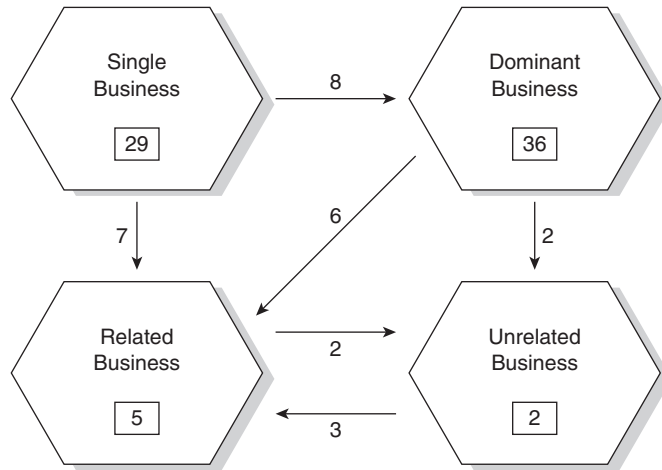 Single
Business
29
8
Dominant
Business
36
7
6
2
Related
Business
5
2
3
Unrelated
Business
2